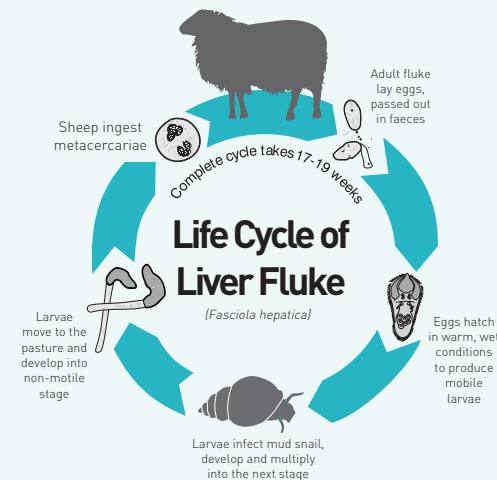 Adult fluke
lay eggs,
passed out
in faeces
Sheep ingest
metacercariae
Complete cycle takes 17-19 weeks
Life Cycle of
Liver Fluke
(Fasciola hepatica)
Eggs hatch
in warm, wet
conditions
to produce
mobile
larvae
Larvae
move to the
pasture and
develop into
non-motile
stage
Larvae infect mud snail,
develop and multiply
into the next stage